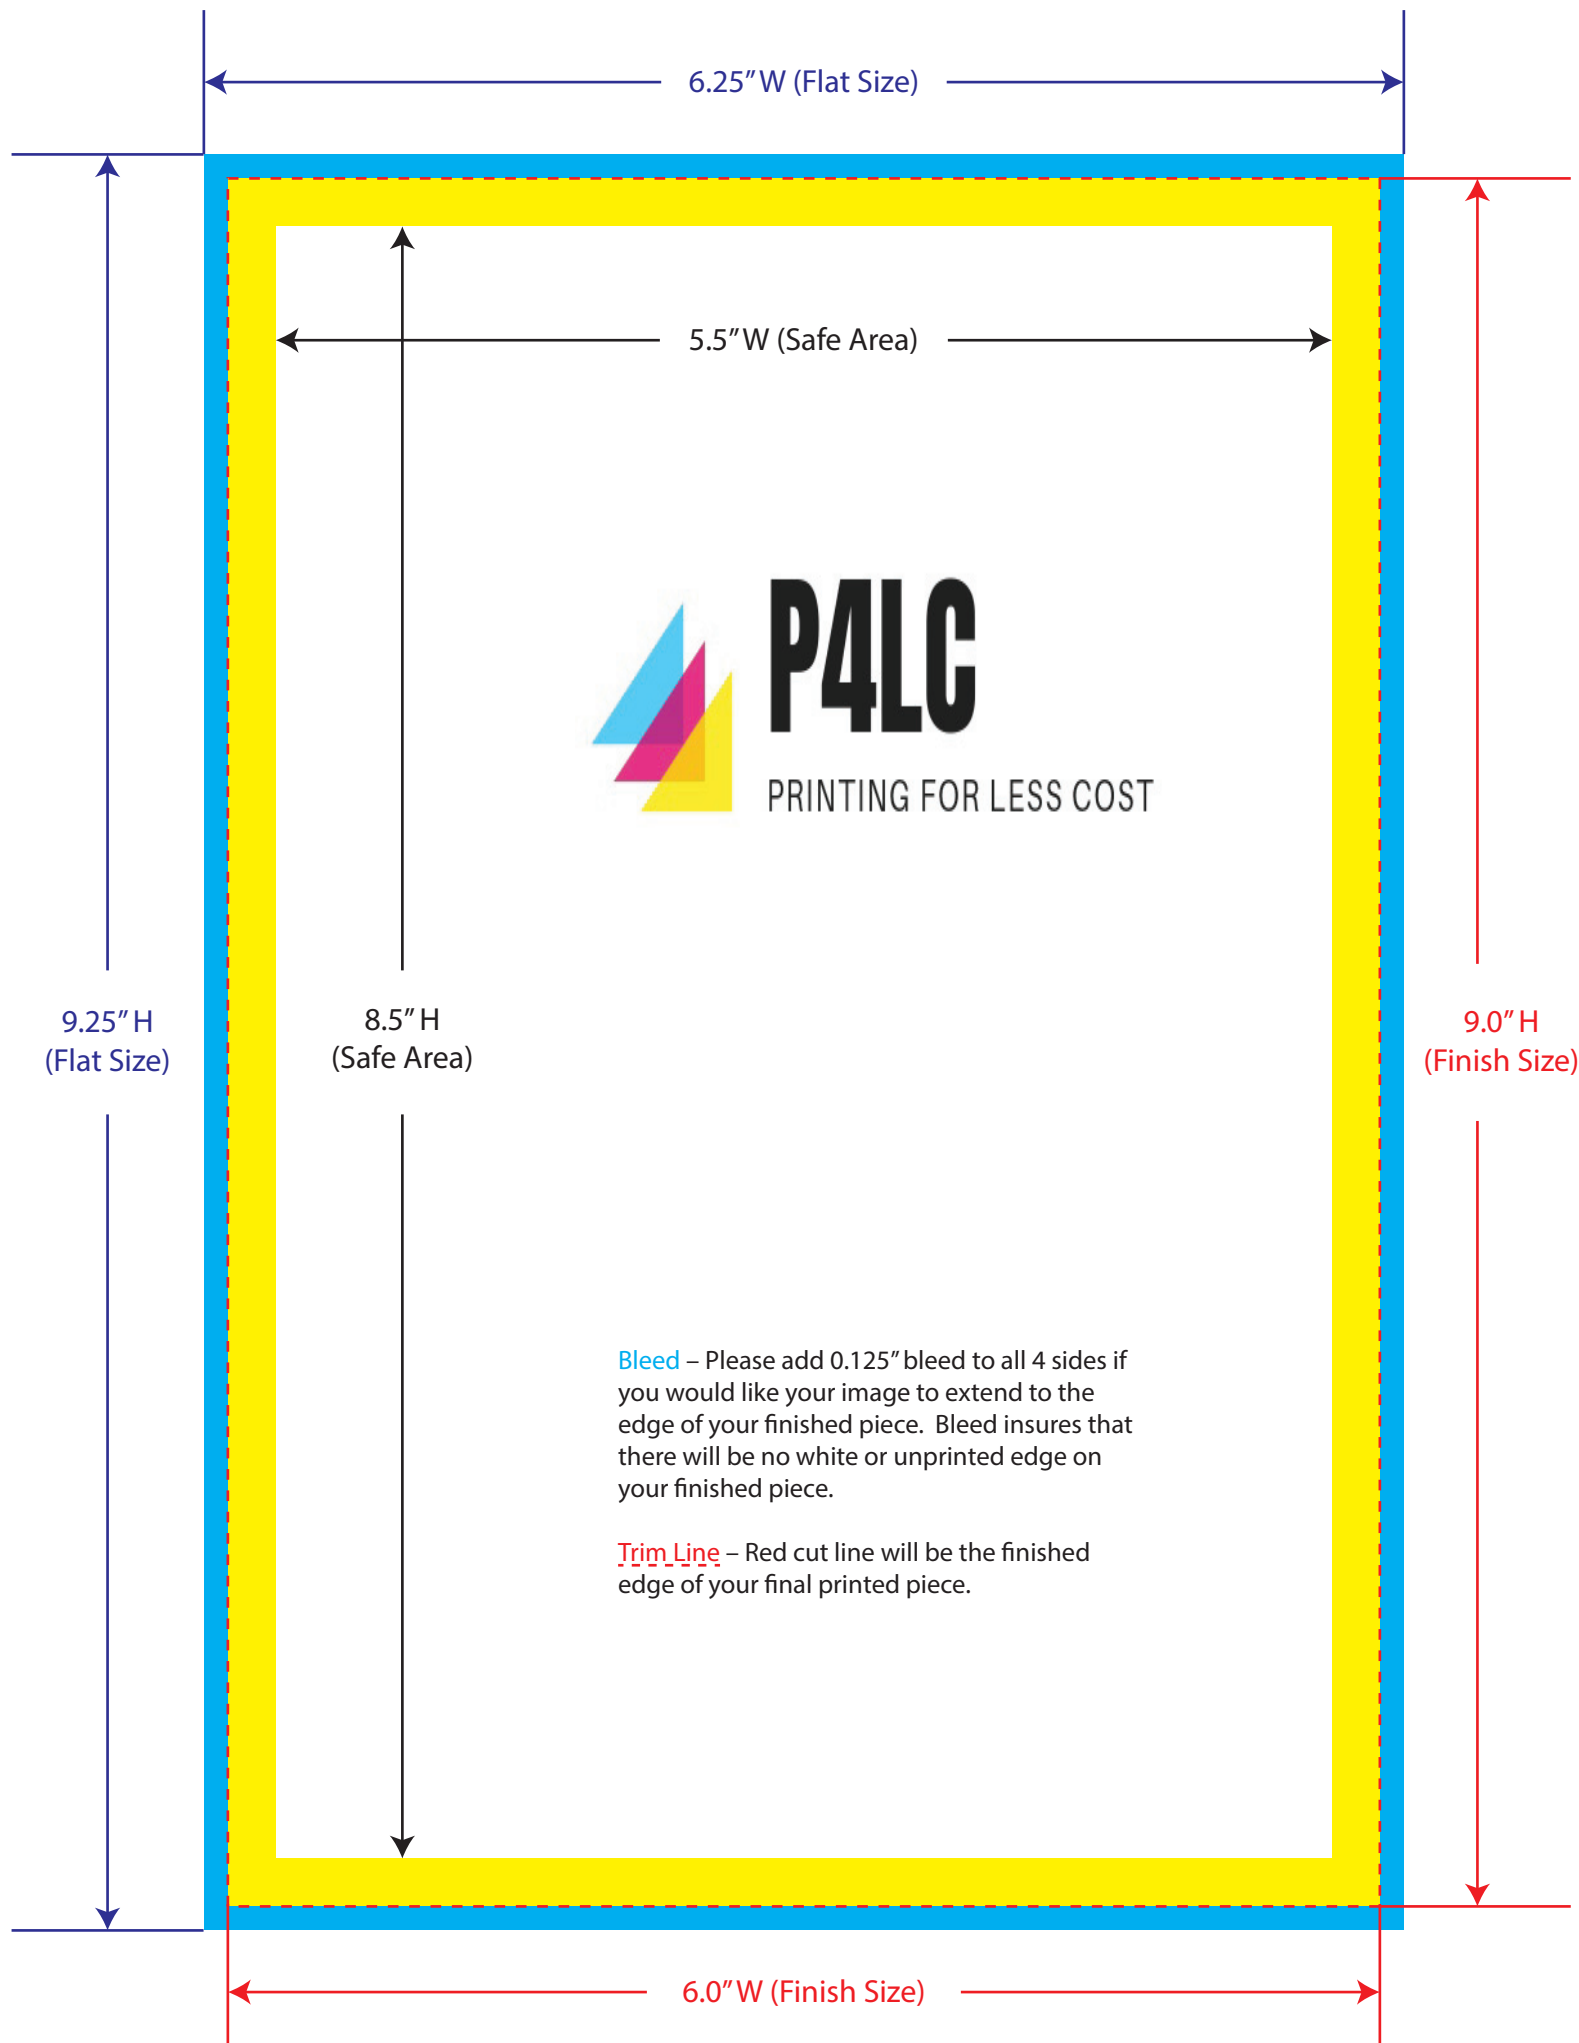 6.25" W (Flat Size)
5.5" W (Safe Area)
P4LC
PRINTING FOR LESS COST
9.25" H
(Flat Size)
8.5" H
(Safe Area)
9.0" H
(Finish Size)
Bleed – Please add 0.125" bleed to all 4 sides if
you would like your image to extend to the
edge of your finished piece.  Bleed insures that
there will be no white or unprinted edge on
your finished piece.
Trim Line – Red cut line will be the finished
edge of your final printed piece.
6.0" W (Finish Size)